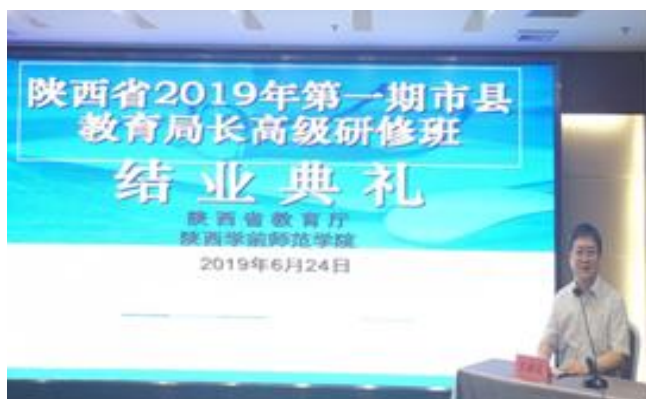 陕西省2019年第一期市县
教育局长高级研修班
结业典礼
陕西省教育厅
陕西学前师范学院
2019年6月24日